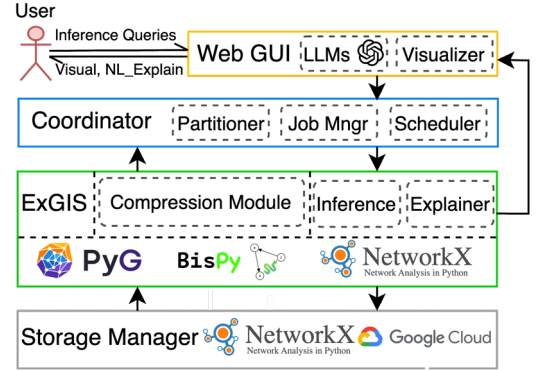 User
Inference Queries
Visual, NL_Explain
Web GUI LLMs Visualizer
Coordinator Partitioner Job Mngr Scheduler
ExGIS Compression Module Inference Explainer
PyG BisPy NetworkX
Network Analysis in Python
Storage Manager NetworkX Google Cloud
Network Analysis in Python